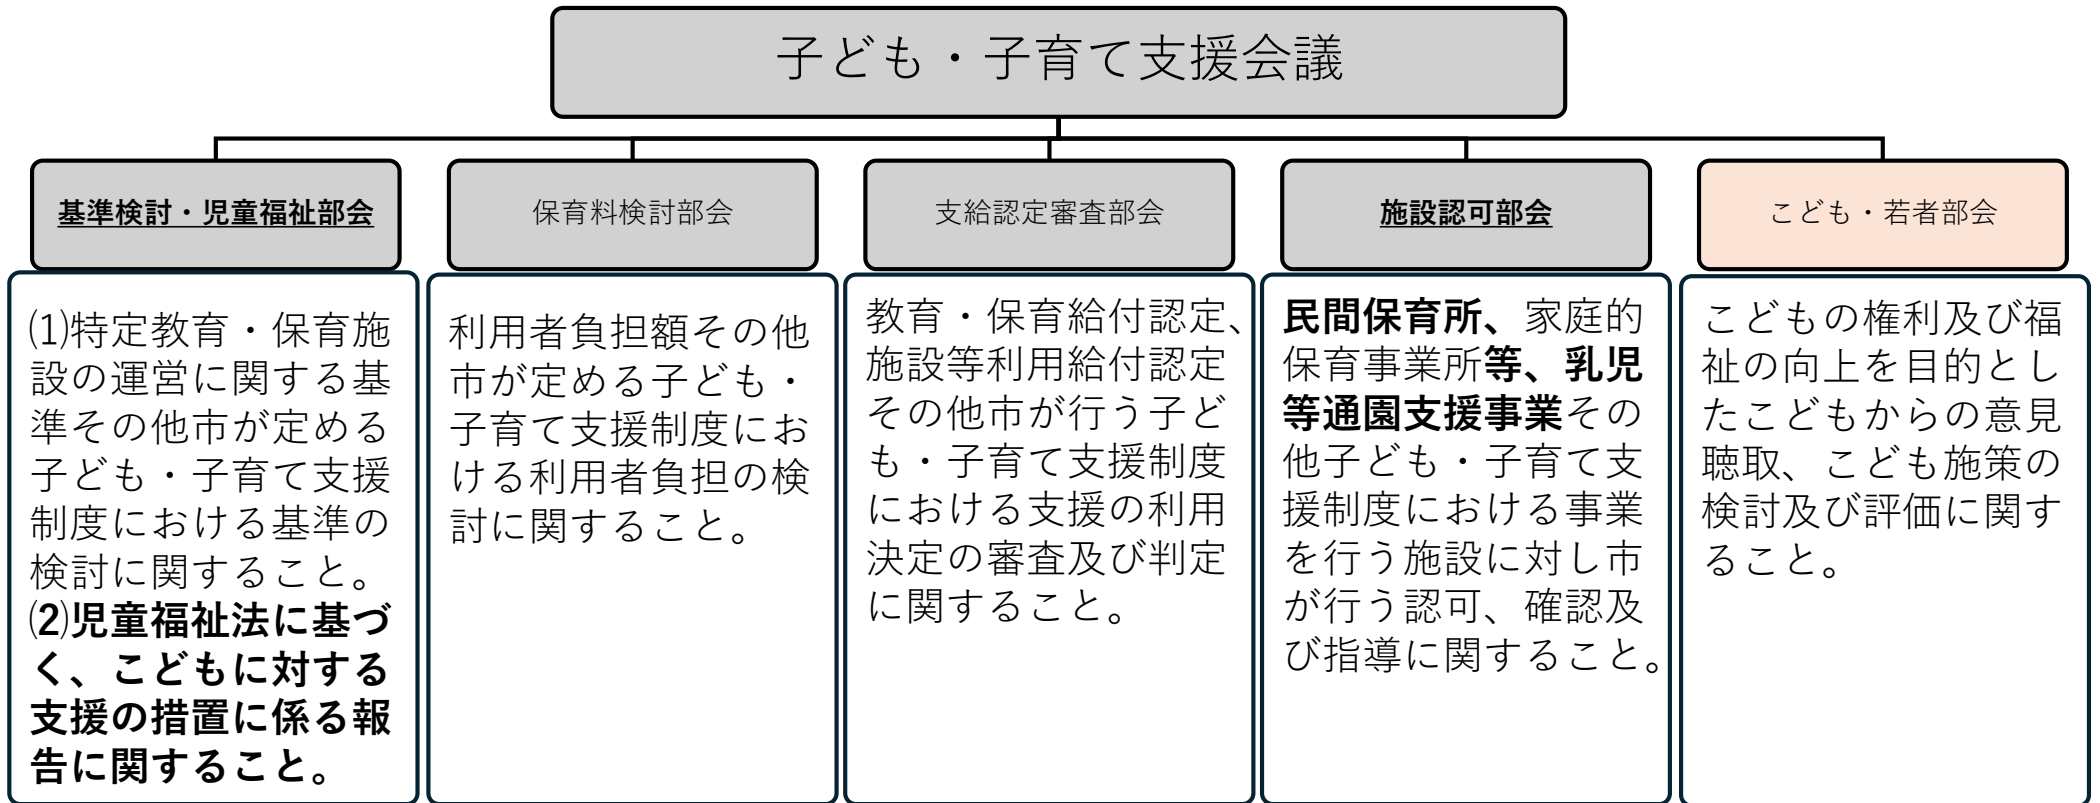 子ども・子育て支援会議
基準検討・児童福祉部会
保育料検討部会
支給認定審査部会
施設認可部会
こども・若者部会
⑴特定教育・保育施
設の運営に関する基
準その他市が定める
子ども・子育て支援
制度における基準の
検討に関すること。
⑵児童福祉法に基づ
く、こどもに対する
支援の措置に係る報
告に関すること。
利用者負担額その他
市が定める子ども・
子育て支援制度にお
ける利用者負担の検
討に関すること。
教育・保育給付認定、
施設等利用給付認定
その他市が行う子ど
も・子育て支援制度
における支援の利用
決定の審査及び判定
に関すること。
民間保育所、家庭的
保育事業所等、乳児
等通園支援事業その
他子ども・子育て支
援制度における事業
を行う施設に対し市
が行う認可、確認及
び指導に関すること。
こどもの権利及び福
祉の向上を目的とし
たこどもからの意見
聴取、こども施策の
検討及び評価に関す
ること。